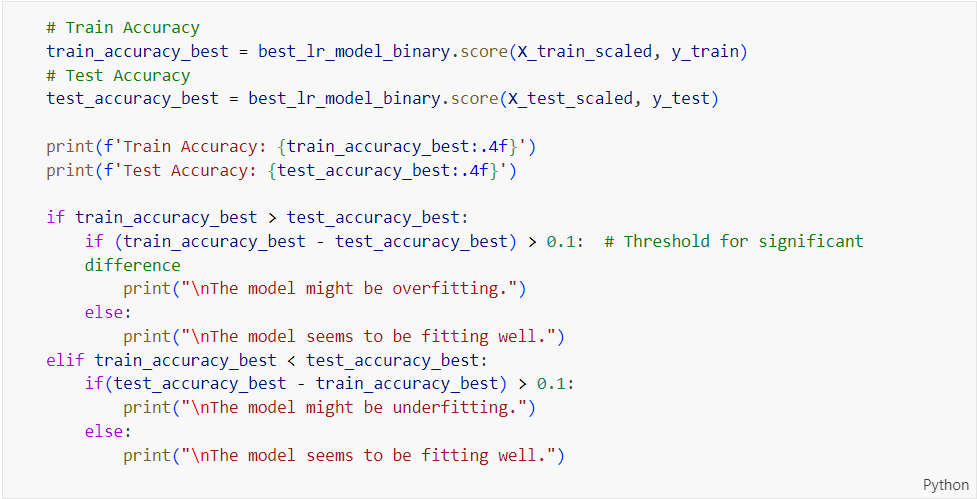 # Train Accuracy
train_accuracy_best = best_lr_model_binary.score(X_train_scaled, y_train)
# Test Accuracy
test_accuracy_best = best_lr_model_binary.score(X_test_scaled, y_test)

print(f'Train Accuracy: {train_accuracy_best:.4f}')
print(f'Test Accuracy: {test_accuracy_best:.4f}')

if train_accuracy_best > test_accuracy_best:
    if (train_accuracy_best - test_accuracy_best) > 0.1:  # Threshold for significant
    difference
        print("\nThe model might be overfitting.")
    else:
        print("\nThe model seems to be fitting well.")
elif train_accuracy_best < test_accuracy_best:
    if(test_accuracy_best - train_accuracy_best) > 0.1:
        print("\nThe model might be underfitting.")
    else:
        print("\nThe model seems to be fitting well.")
Python